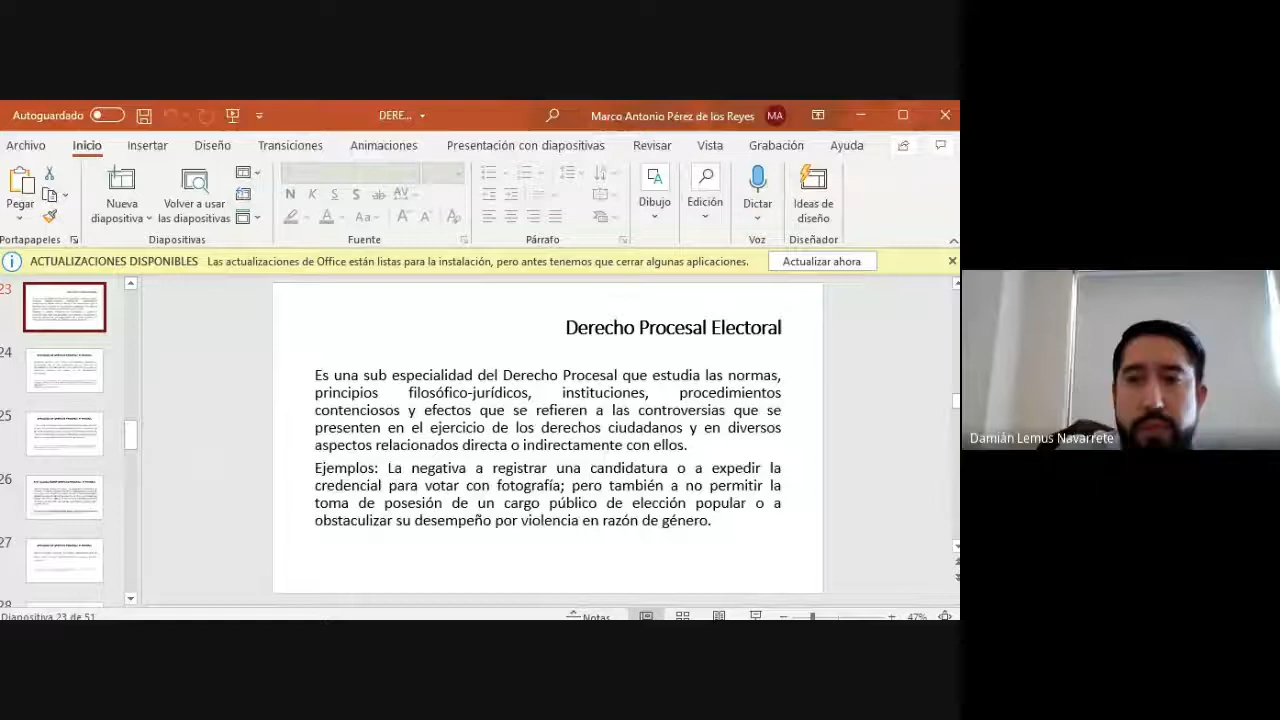 Autoguardado DERE... Marco Antonio Pérez de los Reyes MA
Archivo Inicio Insertar Diseño Transiciones Animaciones Presentación con diapositivas Revisar Vista Grabación Ayuda
N K S S ab AV
Pegar Nueva diapositiva Volver a usar las diapositivas Aa A A Dibujo Edición Dictar Ideas de diseño
Portapapeles Diapositivas Fuente Párrafo Voz Diseñador
ACTUALIZACIONES DISPONIBLES Las actualizaciones de Office están listas para la instalación, pero antes tenemos que cerrar algunas aplicaciones. Actualizar ahora
23
24
25
26
27
28
Derecho Procesal Electoral
Es una sub especialidad del Derecho Procesal que estudia las normas,
principios filosófico-jurídicos, instituciones, procedimientos
contenciosos y efectos que se refieren a las controversias que se
presenten en el ejercicio de los derechos ciudadanos y en diversos
aspectos relacionados directa o indirectamente con ellos.
Ejemplos: La negativa a registrar una candidatura o a expedir la
credencial para votar con fotografía; pero también a no permitir la
toma de posesión de un cargo público de elección popular o a
obstaculizar su desempeño por violencia en razón de género.
Diapositiva 23 de 51 Notas 47%
Damián Lemus Navarrete